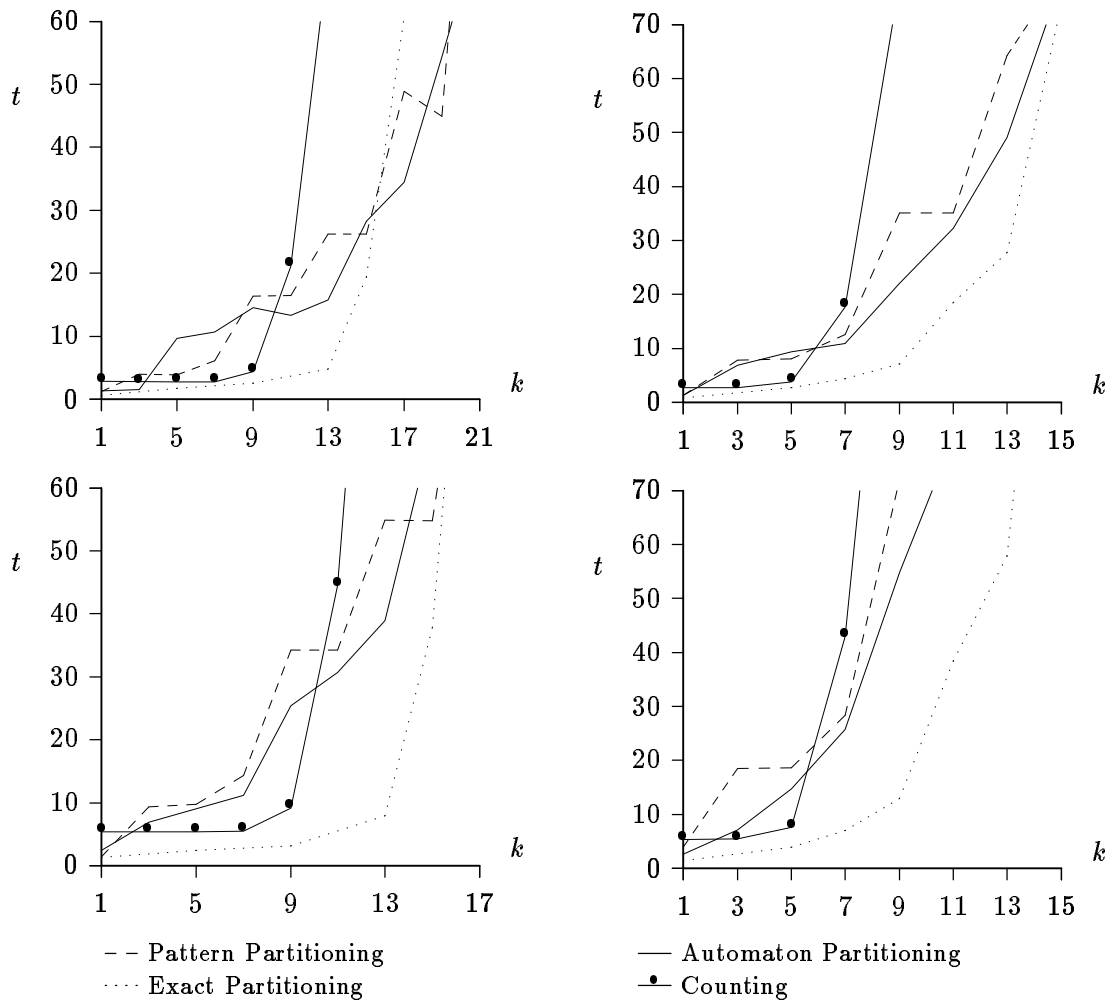 60
50
40
30
20
10
0
t
k
1 5 9 13 17 21
70
60
50
40
30
20
10
0
t
k
1 3 5 7 9 11 13 15
60
50
40
30
20
10
0
t
k
1 5 9 13 17
70
60
50
40
30
20
10
0
t
k
1 3 5 7 9 11 13 15
Pattern Partitioning
Exact Partitioning
Automaton Partitioning
Counting